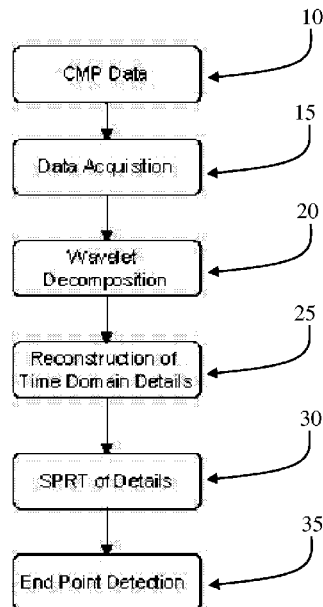 10
CMP Data
15
Data Acquisition
20
Wavelet
Decomposition
25
Reconstruction of
Time Domain Details
30
SPRT of Details
35
End Point Detection